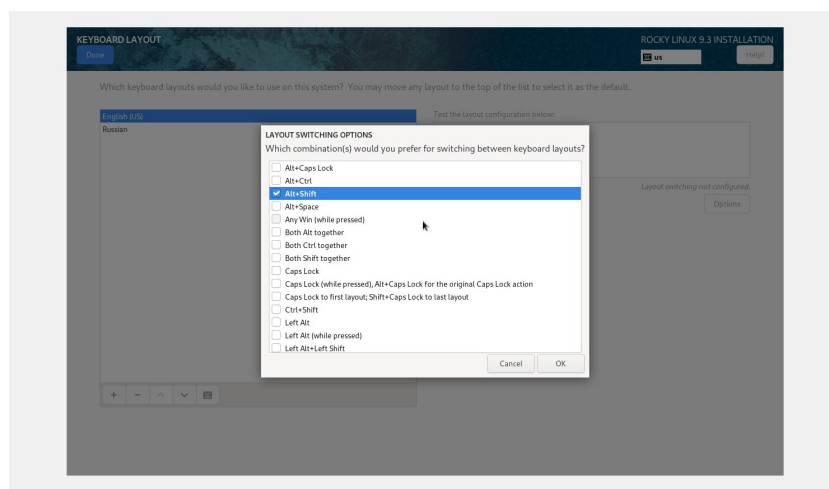 KEYBOARD LAYOUT
ROCKY LINUX 9.3 INSTALLATION
Done
us
Help!
Which keyboard layouts would you like to use on this system? You may move any layout to the top of the list to select it as the default.
English (US)
Russian
Test the layout configuration below:
LAYOUT SWITCHING OPTIONS
Which combination(s) would you prefer for switching between keyboard layouts?
Alt+Caps Lock
Alt+Ctrl
Alt+Shift
Alt+Space
Any Win (while pressed)
Both Alt together
Both Ctrl together
Both Shift together
Caps Lock
Caps Lock (while pressed), Alt+Caps Lock for the original Caps Lock action
Caps Lock to first layout; Shift+Caps Lock to last layout
Ctrl+Shift
Left Alt
Left Alt (while pressed)
Left Alt+Left Shift
Cancel
OK
Layout switching not configured.
Options